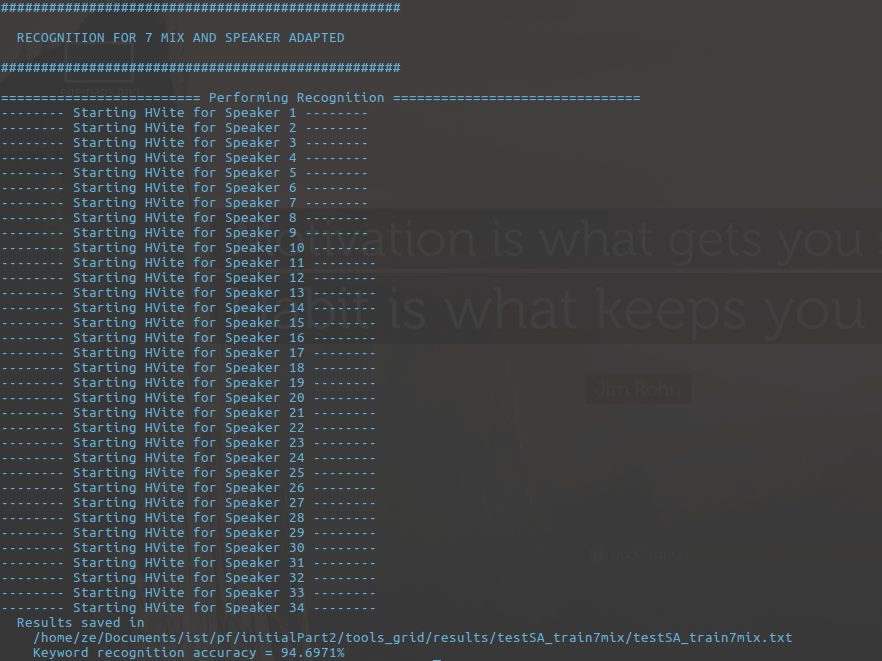 ##################################################
RECOGNITION FOR 7 MIX AND SPEAKER ADAPTED
##################################################
========================= Performing Recognition ===============================
-------- Starting HVite for Speaker 1 --------
-------- Starting HVite for Speaker 2 --------
-------- Starting HVite for Speaker 3 --------
-------- Starting HVite for Speaker 4 --------
-------- Starting HVite for Speaker 5 --------
-------- Starting HVite for Speaker 6 --------
-------- Starting HVite for Speaker 7 --------
-------- Starting HVite for Speaker 8 --------
-------- Starting HVite for Speaker 9 --------
-------- Starting HVite for Speaker 10 --------
-------- Starting HVite for Speaker 11 --------
-------- Starting HVite for Speaker 12 --------
-------- Starting HVite for Speaker 13 --------
-------- Starting HVite for Speaker 14 --------
-------- Starting HVite for Speaker 15 --------
-------- Starting HVite for Speaker 16 --------
-------- Starting HVite for Speaker 17 --------
-------- Starting HVite for Speaker 18 --------
-------- Starting HVite for Speaker 19 --------
-------- Starting HVite for Speaker 20 --------
-------- Starting HVite for Speaker 21 --------
-------- Starting HVite for Speaker 22 --------
-------- Starting HVite for Speaker 23 --------
-------- Starting HVite for Speaker 24 --------
-------- Starting HVite for Speaker 25 --------
-------- Starting HVite for Speaker 26 --------
-------- Starting HVite for Speaker 27 --------
-------- Starting HVite for Speaker 28 --------
-------- Starting HVite for Speaker 29 --------
-------- Starting HVite for Speaker 30 --------
-------- Starting HVite for Speaker 31 --------
-------- Starting HVite for Speaker 32 --------
-------- Starting HVite for Speaker 33 --------
-------- Starting HVite for Speaker 34 --------
Results saved in
/home/ze/Documents/ist/pf/initialPart2/tools_grid/results/testSA_train7mix/testSA_train7mix.txt
Keyword recognition accuracy = 94.6971%
is what gets you
is what keeps you
Jim Rohn